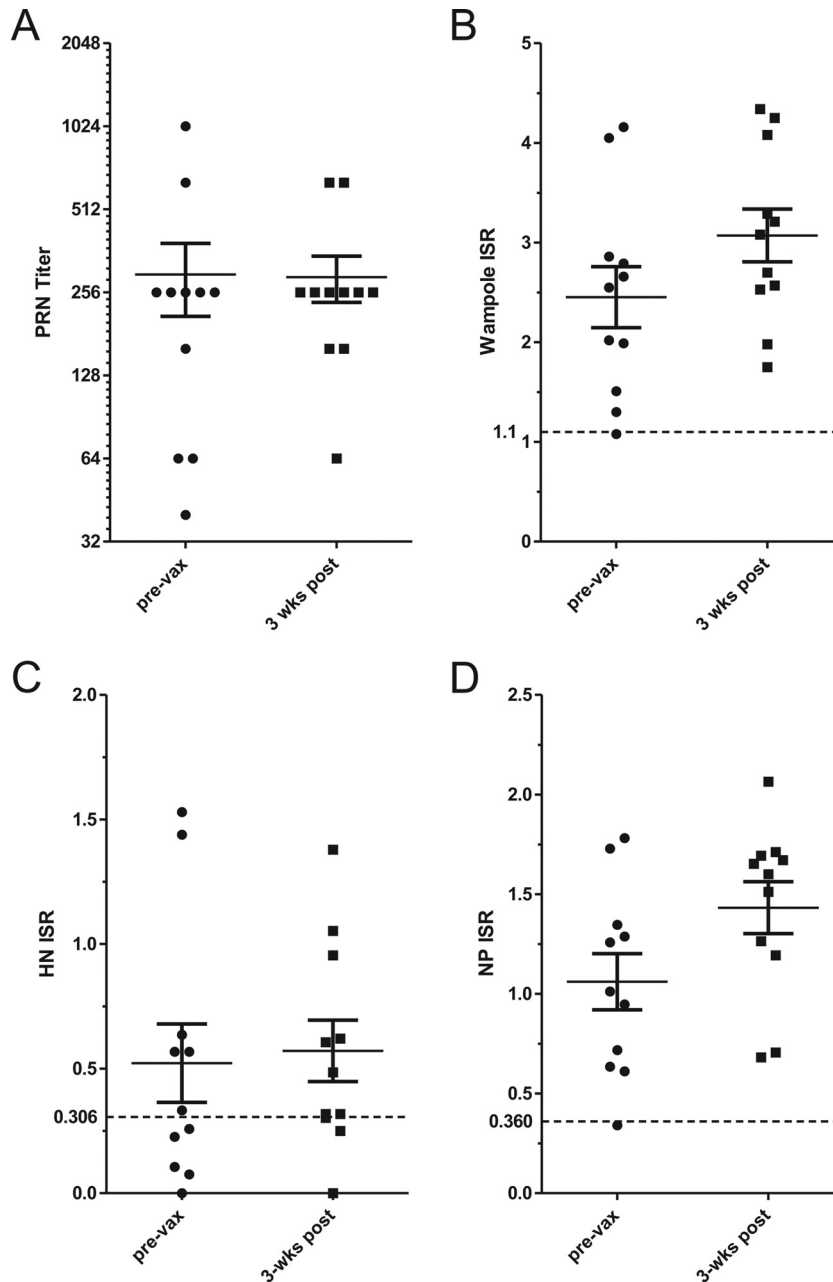 A
PRN Titer
2048
1024
512
256
128
64
32
pre-vax
3 wks post
B
Wampole ISR
5
4
3
2
1.1
1
0
pre-vax
3 wks post
C
HN ISR
2.0
1.5
1.0
0.5
0.306
0.0
pre-vax
3-wks post
D
NP ISR
2.5
2.0
1.5
1.0
0.5
0.360
0.0
pre-vax
3-wks post